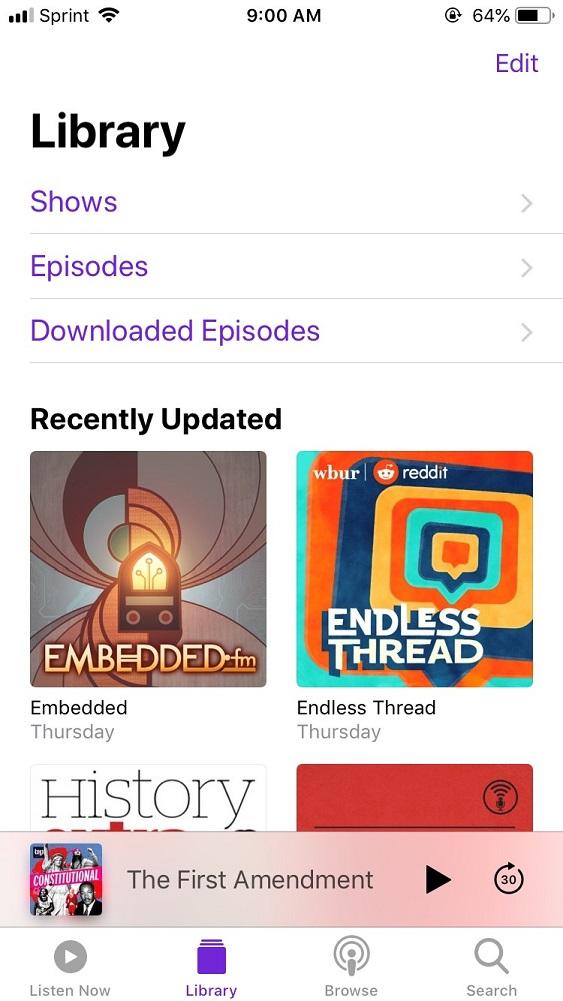 Sprint 9:00 AM 64%
Edit
Library
Shows
Episodes
Downloaded Episodes
Recently Updated
EMBEDDED.fm
wbur reddit
ENDLESS
THREAD
Embedded
Thursday
Endless Thread
Thursday
History
CONSTITUTIONAL
The First Amendment
30
Listen Now
Library
Browse
Search